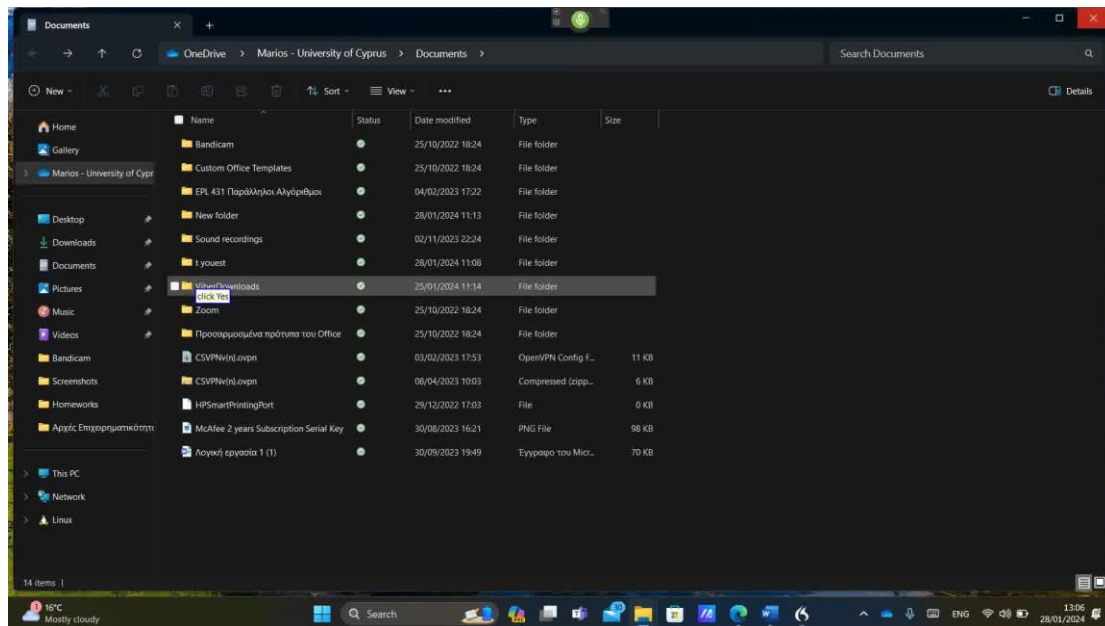 Documents
OneDrive > Marios - University of Cyprus > Documents >
Search Documents
New
Sort
View
Details
Home
Gallery
Marios - University of Cypr
Desktop
Downloads
Documents
Pictures
Music
Videos
Bandicam
Screenshots
Homeworks
Αρχές Επιχειρηματικότητα
This PC
Network
Linux
Name Status Date modified Type Size
Bandicam 25/10/2022 18:24 File folder
Custom Office Templates 25/10/2022 18:24 File folder
EPL 431 Παράλληλοι Αλγόριθμοι 04/02/2023 17:22 File folder
New folder 28/01/2024 11:13 File folder
Sound recordings 02/11/2023 22:24 File folder
t youest 28/01/2024 11:08 File folder
ViberDownloads 25/01/2024 11:14 File folder
click Yes
Zoom 25/10/2022 18:24 File folder
Προσαρμοσμένα πρότυπα του Office 25/10/2022 18:24 File folder
CSVPNv(n).ovpn 03/02/2023 17:53 OpenVPN Config F... 11 KB
CSVPNv(n).ovpn 08/04/2023 10:03 Compressed (zipp... 6 KB
HPSmartPrintingPort 29/12/2022 17:03 File 0 KB
McAfee 2 years Subscription Serial Key 30/08/2023 16:21 PNG File 98 KB
Λογική εργασία 1 (1) 30/09/2023 19:49 Έγγραφο του Micr... 70 KB
14 items
1
16°C
Mostly cloudy
Search
30
ENG
13:06
28/01/2024